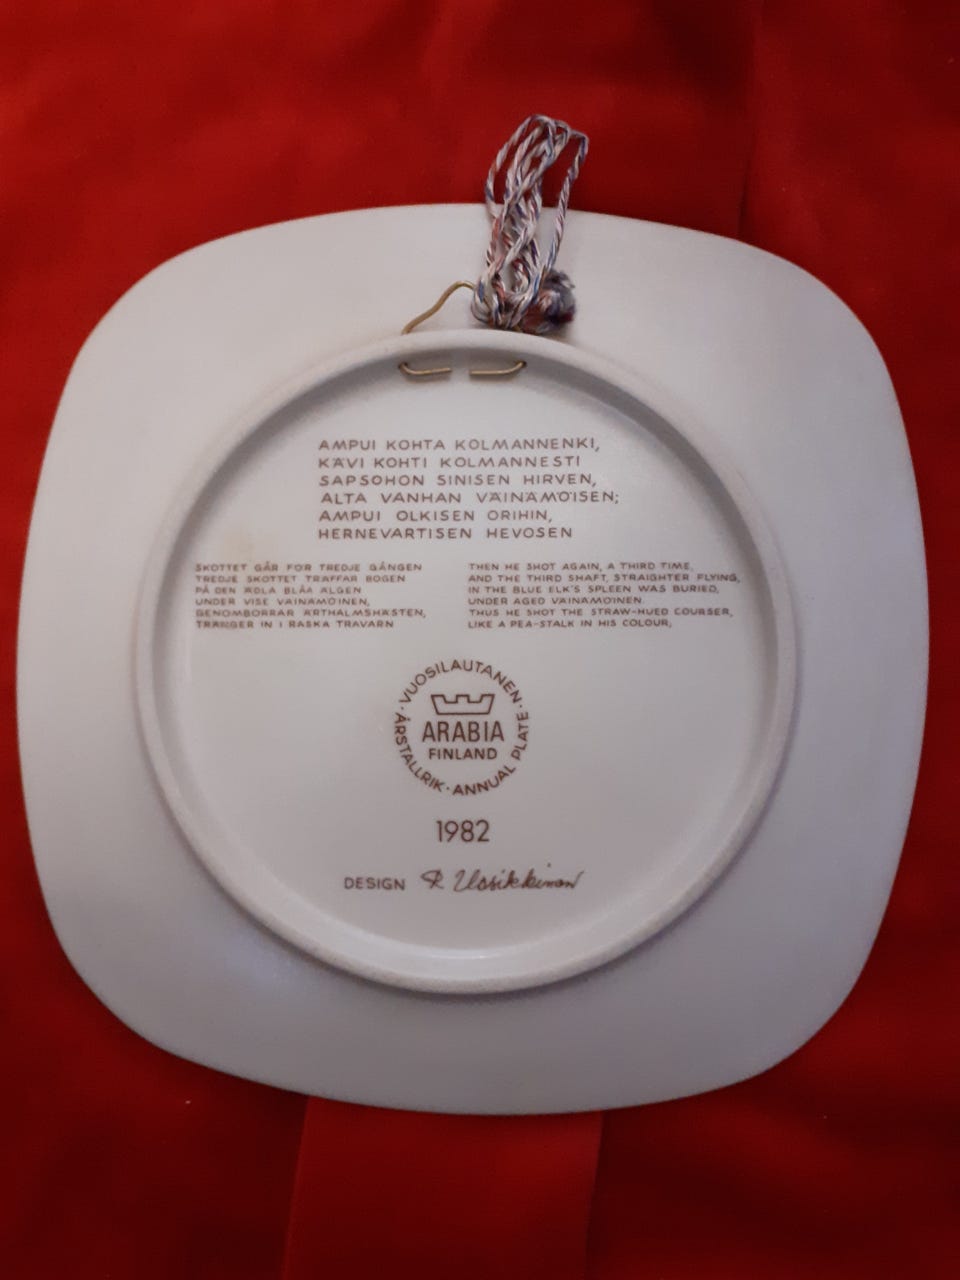 AMPUI KOHTA KOLMANNENKI,
KÄVI KOHTI KOLMANNESTI
SAPSOHON SINISEN HIRVEN,
ALTA VANHAN VÄINÄMÖISEN;
AMPUI OLKISEN ORIHIN,
HERNEVARTISEN HEVOSEN
SKOTTET GÅR FÖR TREDJE GÅNGEN
TREDJE SKOTTET TRÄFFAR BOGEN
PÅ DEN ÄDLA BLÅA ÄLGEN
UNDER VISE VÄINÄMÖINEN,
GENOMBORRAR ÄRTHALMSHÄSTEN,
TRÄNGER IN I RASKA TRAVARN
THEN HE SHOT AGAIN, A THIRD TIME,
AND THE THIRD SHAFT, STRAIGHTER FLYING,
IN THE BLUE ELK'S SPLEEN WAS BURIED,
UNDER AGED VÄINÄMÖINEN.
THUS HE SHOT THE STRAW-HUED COURSER,
LIKE A PEA-STALK IN HIS COLOUR;
· VUOSILAUTANEN ·
ARABIA
FINLAND
ÅRSTALLRIK · ANNUAL PLATE
1982
DESIGN R. Uosikkinen